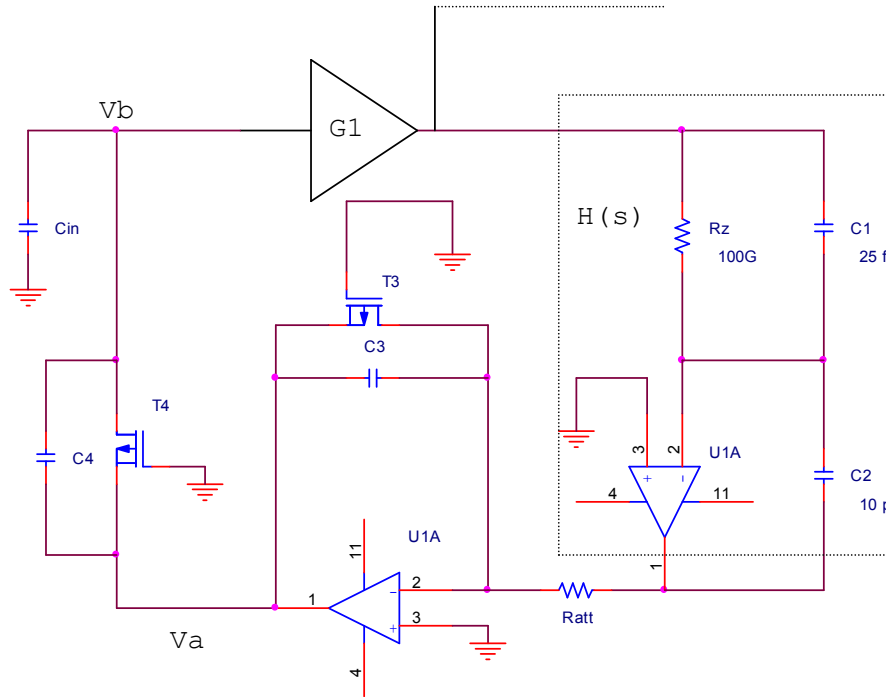 Vb
G1
Cin
H(s)
Rz
100G
C1
25 f
T3
C3
T4
C4
3
2
U1A
4
11
+
-
1
C2
10 p
U1A
11
1
2
-
3
+
4
Ratt
Va